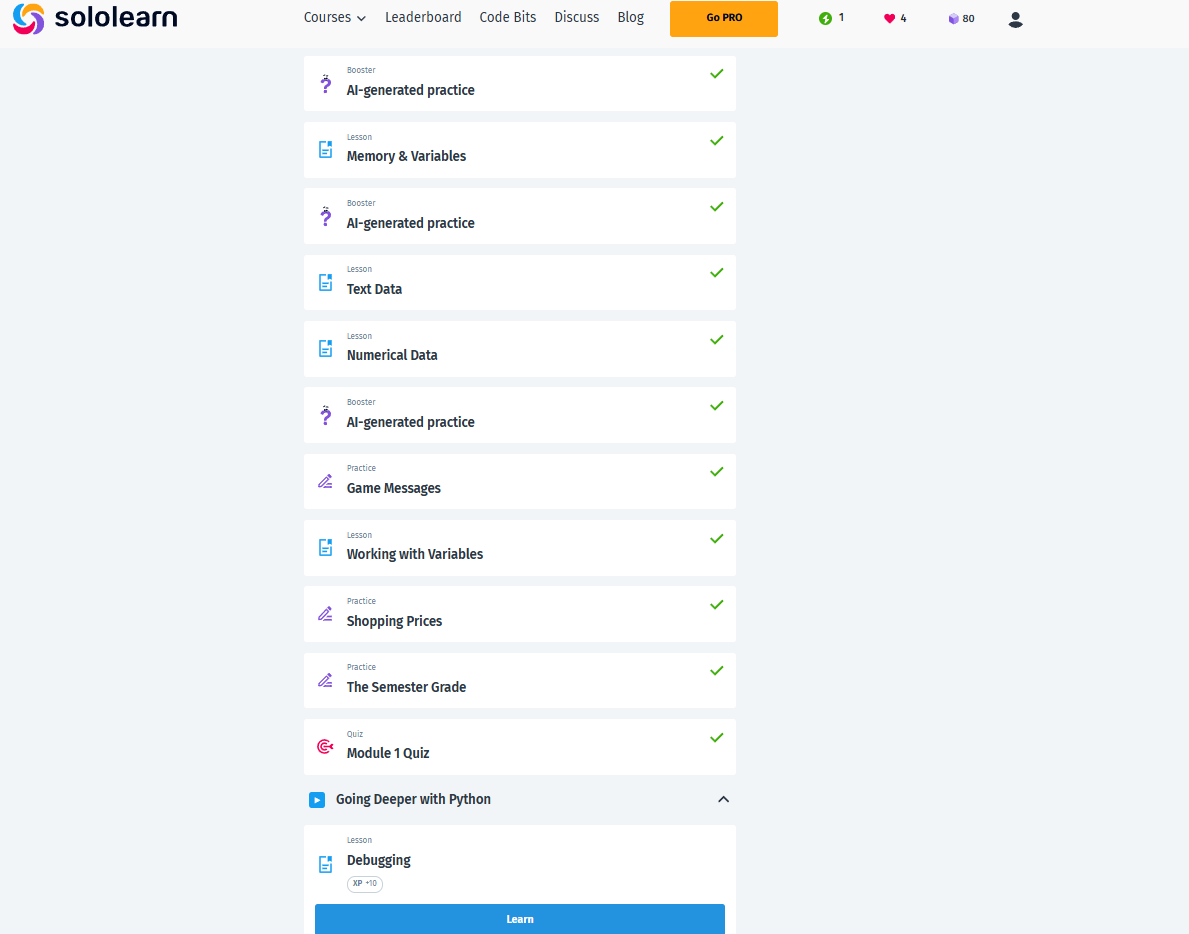 sololearn
Courses Leaderboard Code Bits Discuss Blog Go PRO 1 4 80
Booster
AI-generated practice
Lesson
Memory & Variables
Booster
AI-generated practice
Lesson
Text Data
Lesson
Numerical Data
Booster
AI-generated practice
Practice
Game Messages
Lesson
Working with Variables
Practice
Shopping Prices
Practice
The Semester Grade
Quiz
Module 1 Quiz
Going Deeper with Python
Lesson
Debugging
XP +10
Learn